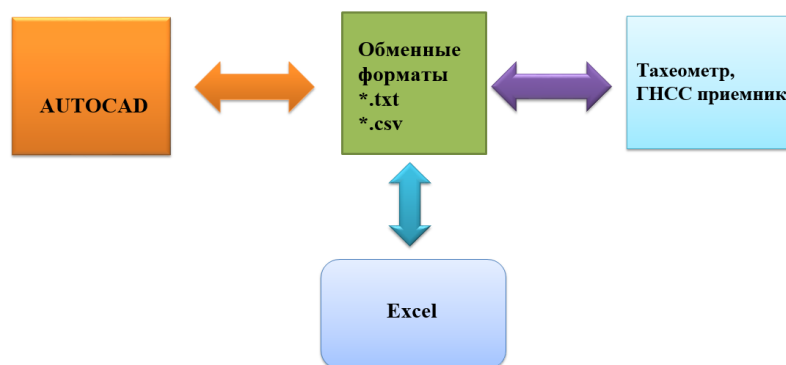 AUTOCAD
Обменные
форматы
*.txt
*.csv
Тахеометр,
ГНСС приемник
Excel